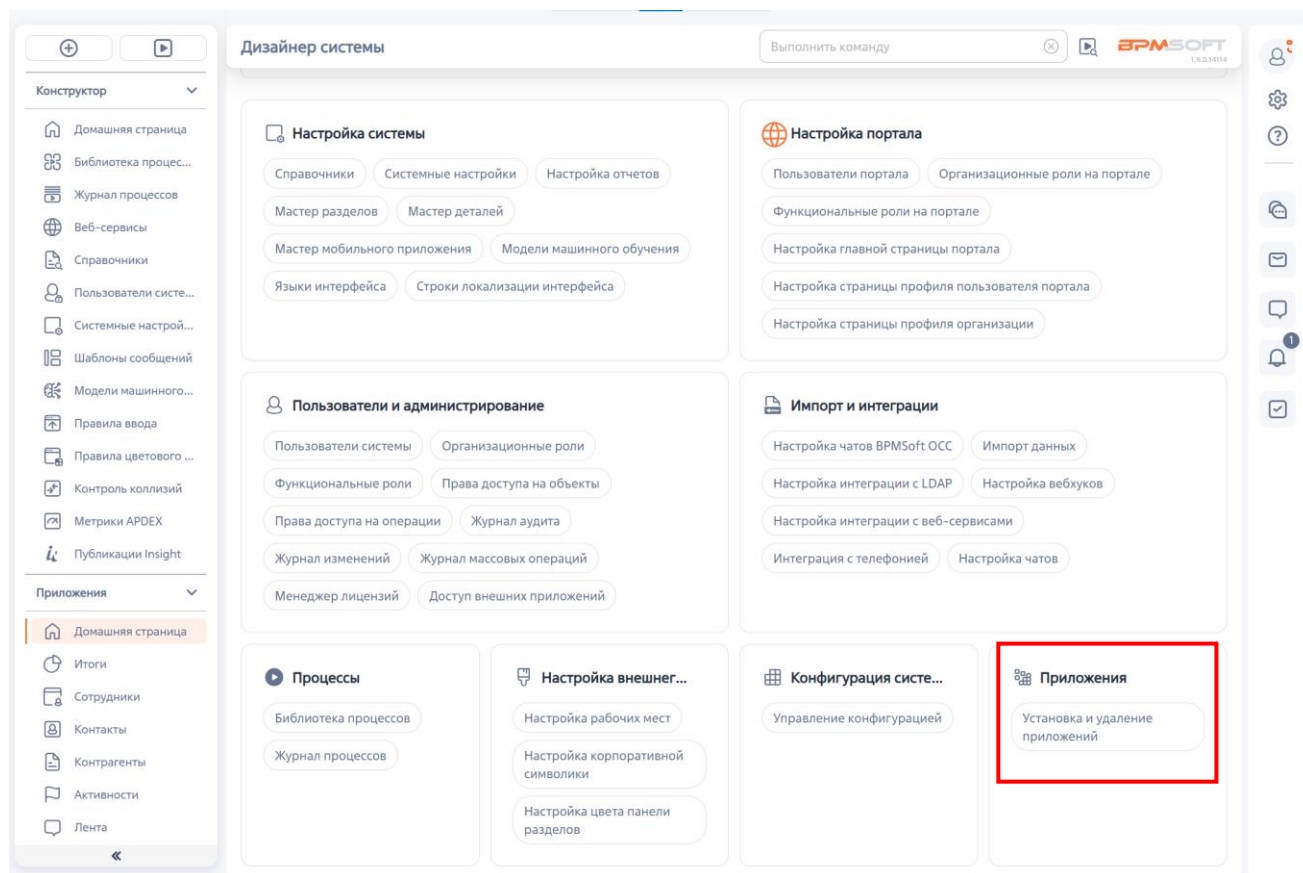 Конструктор
Домашняя страница
Библиотека процес...
Журнал процессов
Веб-сервисы
Справочники
Пользователи систе...
Системные настрой...
Шаблоны сообщений
Модели машинного...
Правила ввода
Правила цветового ...
Контроль коллизий
Метрики APDEX
Публикации Insight
Приложения
Домашняя страница
Итоги
Сотрудники
Контакты
Контрагенты
Активности
Лента
Дизайнер системы
Выполнить команду
BPMSOFT
1.9.0.14114
Настройка системы
Справочники Системные настройки Настройка отчетов
Мастер разделов Мастер деталей
Мастер мобильного приложения Модели машинного обучения
Языки интерфейса Строки локализации интерфейса
Настройка портала
Пользователи портала Организационные роли на портале
Функциональные роли на портале
Настройка главной страницы портала
Настройка страницы профиля пользователя портала
Настройка страницы профиля организации
Пользователи и администрирование
Пользователи системы Организационные роли
Функциональные роли Права доступа на объекты
Права доступа на операции Журнал аудита
Журнал изменений Журнал массовых операций
Менеджер лицензий Доступ внешних приложений
Импорт и интеграции
Настройка чатов BPMSoft OCC Импорт данных
Настройка интеграции с LDAP Настройка вебхуков
Настройка интеграции с веб-сервисами
Интеграция с телефонией Настройка чатов
Процессы
Библиотека процессов
Журнал процессов
Настройка внешнег...
Настройка рабочих мест
Настройка корпоративной
символики
Настройка цвета панели
разделов
Конфигурация систе...
Управление конфигурацией
Приложения
Установка и удаление
приложений
1